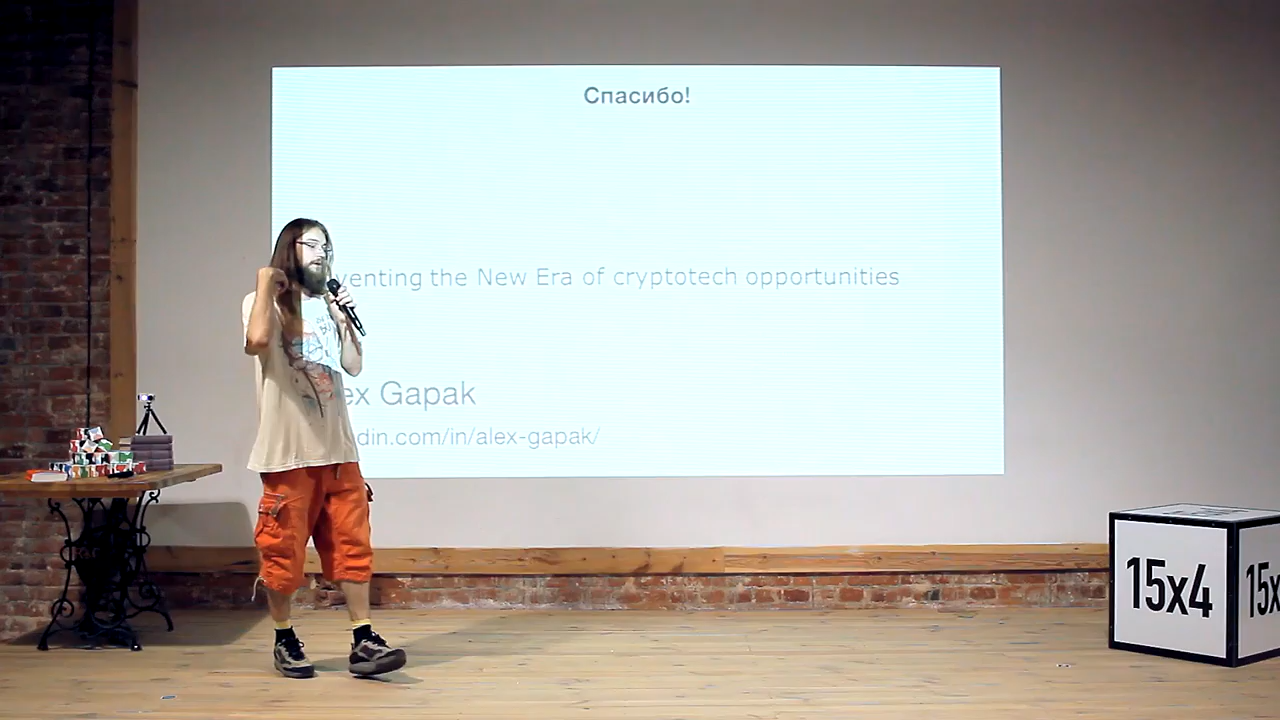 Спасибо!
venting the New Era of cryptotech opportunities
ex Gapak
din.com/in/alex-gapak/
15x4
15x